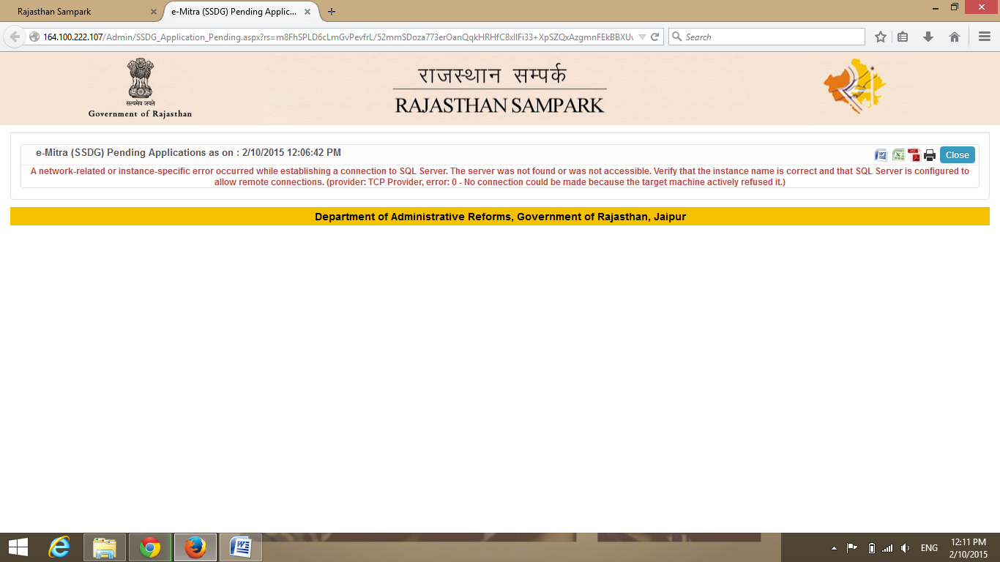 Rajasthan Sampark
e-Mitra (SSDG) Pending Applic...
164.100.222.107/Admin/SSDG_Application_Pending.aspx?rs=m8FhSPLD6cLmGvPevfrL/52mmSDoza773erOanQqkHRHfC8xlIFi33+XpSZQxAzgmnFEkBBXU
Search
सत्यमेव जयते
Government of Rajasthan
राजस्थान सम्पर्क
RAJASTHAN SAMPARK
e-Mitra (SSDG) Pending Applications as on : 2/10/2015 12:06:42 PM
Close
A network-related or instance-specific error occurred while establishing a connection to SQL Server. The server was not found or was not accessible. Verify that the instance name is correct and that SQL Server is configured to
allow remote connections. (provider: TCP Provider, error: 0 - No connection could be made because the target machine actively refused it.)
Department of Administrative Reforms, Government of Rajasthan, Jaipur
ENG
12:11 PM
2/10/2015